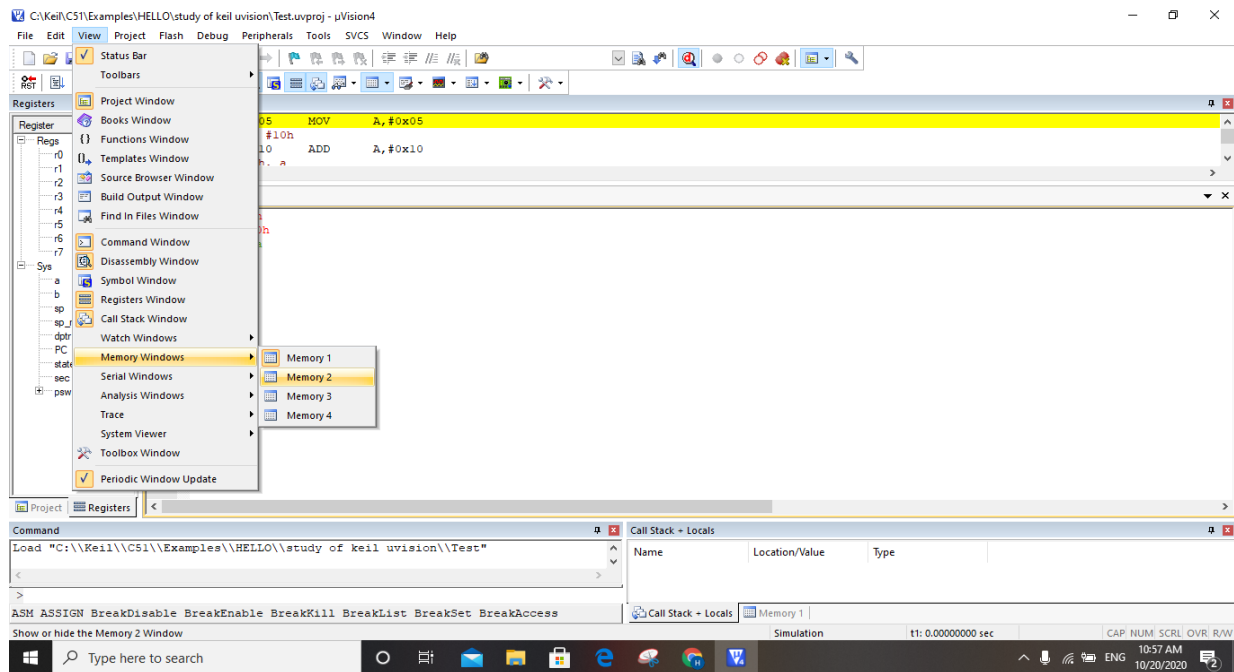 C:\Keil\C51\Examples\HELLO\study of keil uvision\Test.uvproj - µVision4
File Edit View Project Flash Debug Peripherals Tools SVCS Window Help
Status Bar
Toolbars
Project Window
Books Window
Functions Window
Templates Window
Source Browser Window
Build Output Window
Find In Files Window
Command Window
Disassembly Window
Symbol Window
Registers Window
Call Stack Window
Watch Windows
Memory Windows
Serial Windows
Analysis Windows
Trace
System Viewer
Toolbox Window
Periodic Window Update
Memory 1
Memory 2
Memory 3
Memory 4
RST
Registers
Register
Regs
r0
r1
r2
r3
r4
r5
r6
r7
Sys
a
b
sp
dptr
PC
sec
psw
05 MOV A,#0x05
#10h
10 ADD A,#0x10
Project Registers
Command
Load "C:\\Keil\\C51\\Examples\\HELLO\\study of keil uvision\\Test"
>
ASM ASSIGN BreakDisable BreakEnable BreakKill BreakList BreakSet BreakAccess
Call Stack + Locals
Name Location/Value Type
Call Stack + Locals Memory 1
Show or hide the Memory 2 Window Simulation t1: 0.00000000 sec CAP NUM SCRL OVR R/W
Type here to search
ENG
10:57 AM
10/20/2020
2